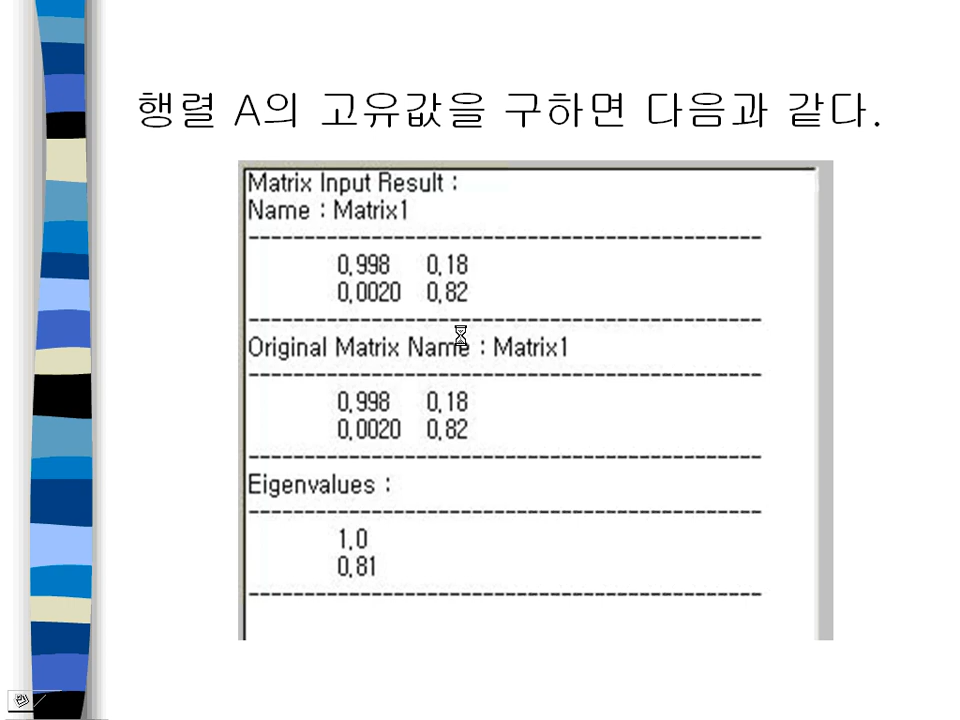 행렬 A의 고유값을 구하면 다음과 같다.
Matrix Input Result :
Name : Matrix1
----------------------------------------------
0.998 0.18
0.0020 0.82
----------------------------------------------
Original Matrix Name : Matrix1
----------------------------------------------
0.998 0.18
0.0020 0.82
----------------------------------------------
Eigenvalues :
----------------------------------------------
1.0
0.81
----------------------------------------------